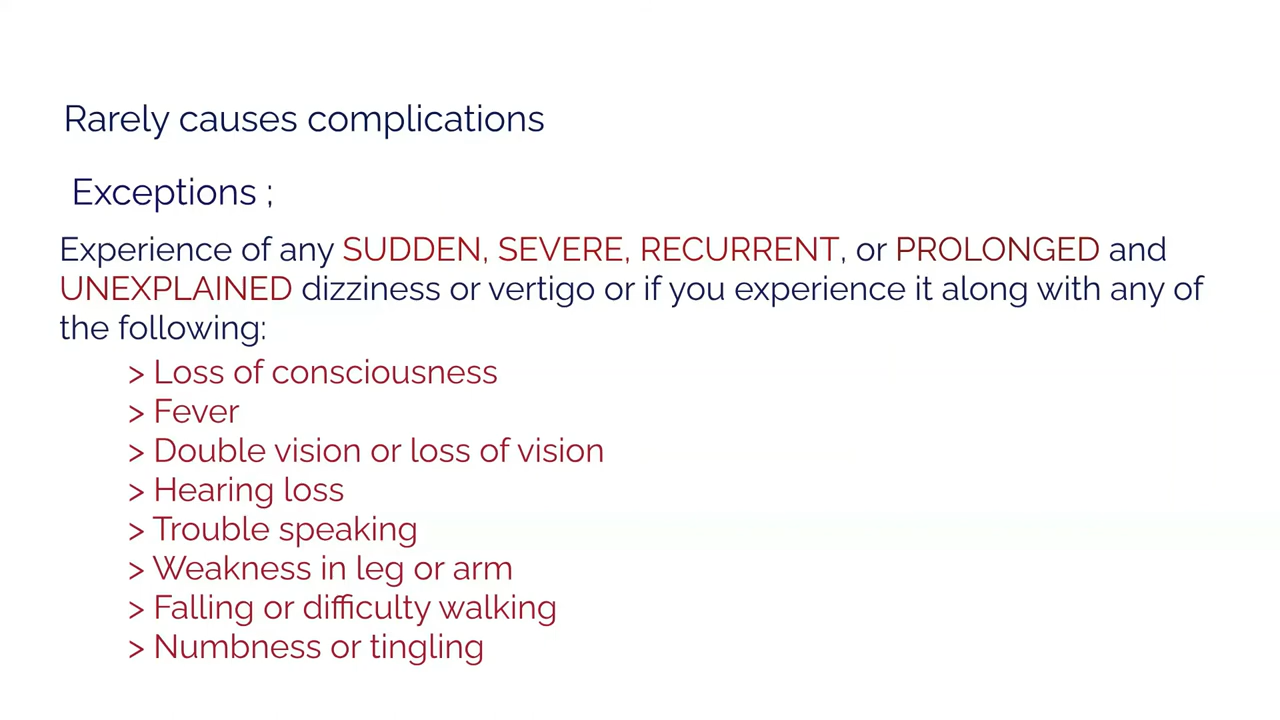 Rarely causes complications
Exceptions ;
Experience of any SUDDEN, SEVERE, RECURRENT, or PROLONGED and
UNEXPLAINED dizziness or vertigo or if you experience it along with any of
the following:
> Loss of consciousness
> Fever
> Double vision or loss of vision
> Hearing loss
> Trouble speaking
> Weakness in leg or arm
> Falling or difficulty walking
> Numbness or tingling